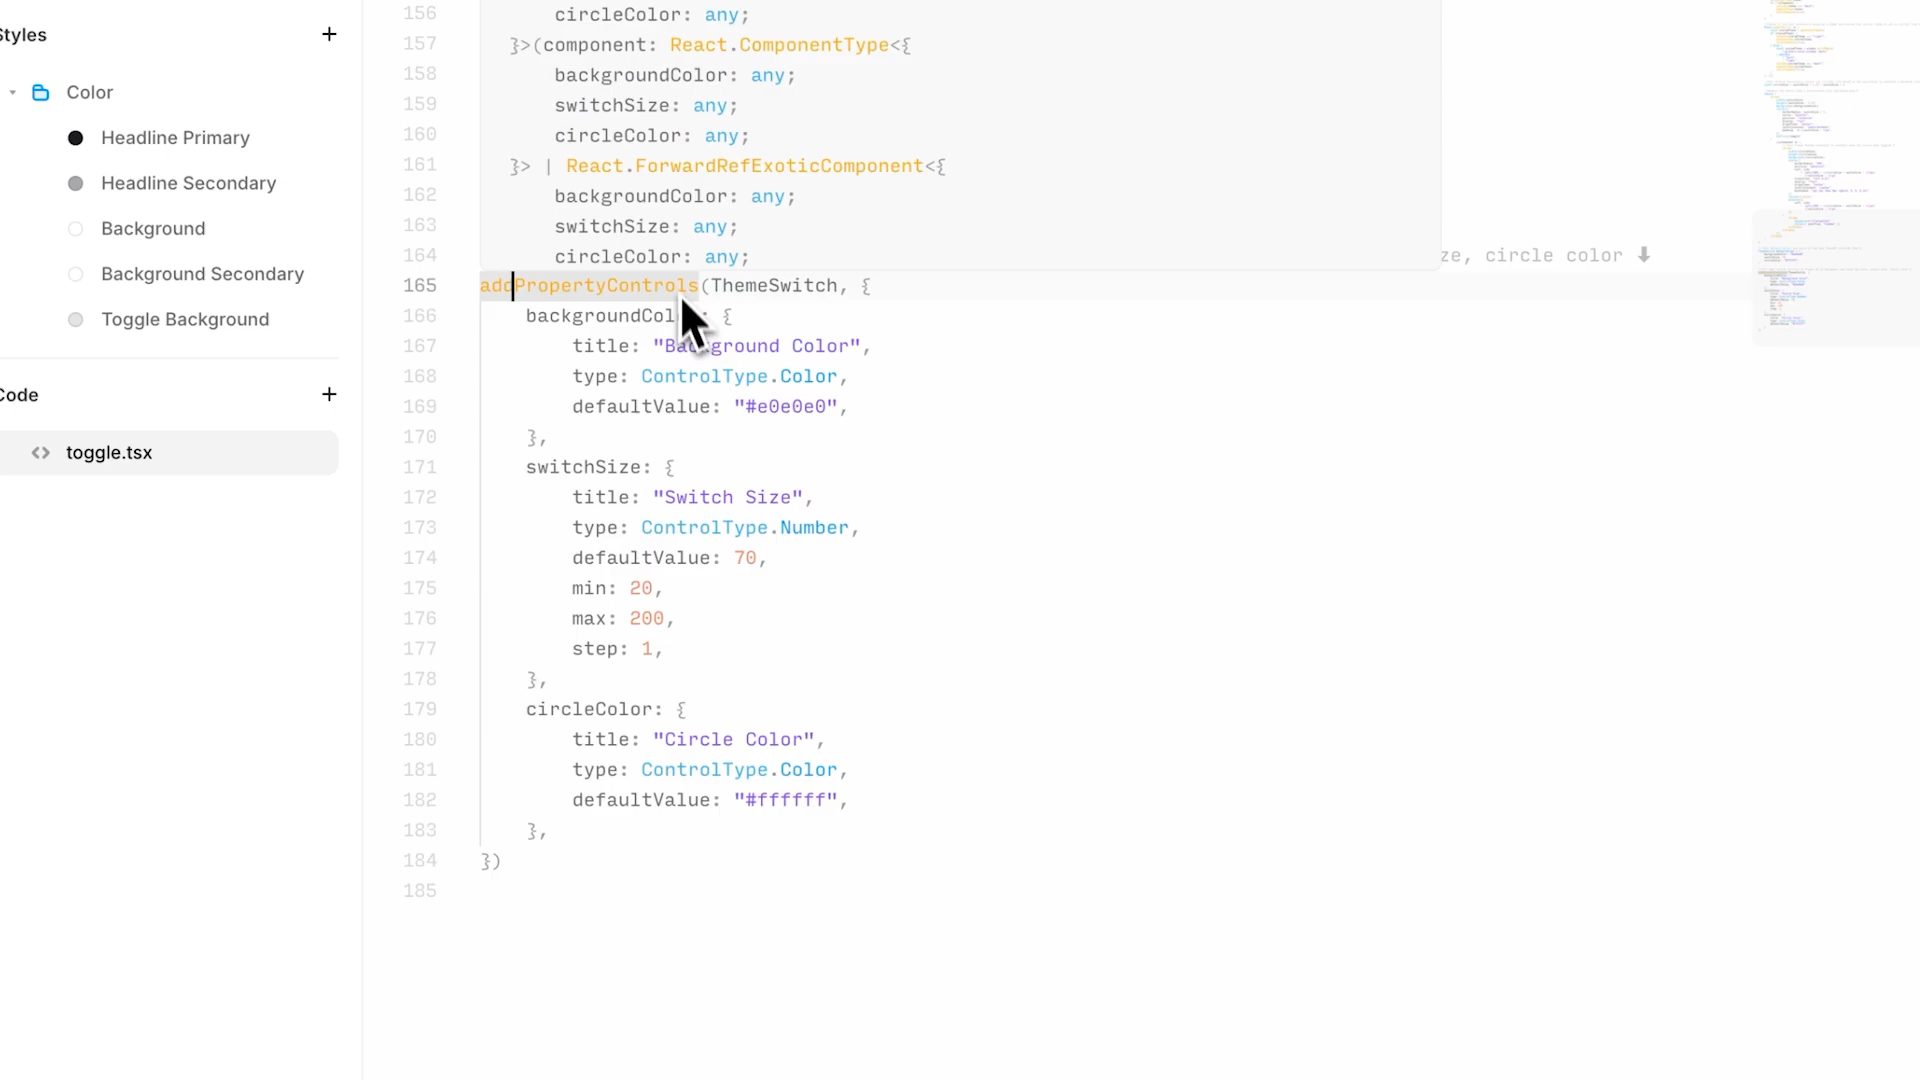 Styles
Color
Headline Primary
Headline Secondary
Background
Background Secondary
Toggle Background
Code
toggle.tsx
156 circleColor: any;
157 }>(component: React.ComponentType<{
158 backgroundColor: any;
159 switchSize: any;
160 circleColor: any;
161 }> | React.ForwardRefExoticComponent<{
162 backgroundColor: any;
163 switchSize: any;
164 circleColor: any; ze, circle color ⬇
165 addPropertyControls(ThemeSwitch, {
166 backgroundCol : {
167 title: "Background Color",
168 type: ControlType.Color,
169 defaultValue: "#e0e0e0",
170 },
171 switchSize: {
172 title: "Switch Size",
173 type: ControlType.Number,
174 defaultValue: 70,
175 min: 20,
176 max: 200,
177 step: 1,
178 },
179 circleColor: {
180 title: "Circle Color",
181 type: ControlType.Color,
182 defaultValue: "#ffffff",
183 },
184 })
185